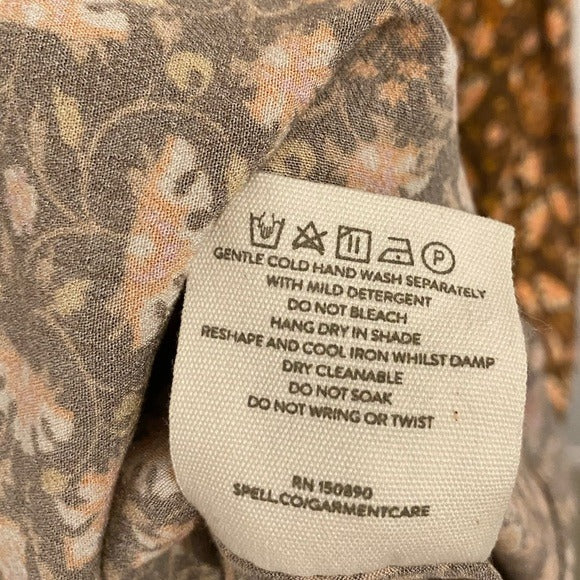 P
GENTLE COLD HAND WASH SEPARATELY
WITH MILD DETERGENT
DO NOT BLEACH
HANG DRY IN SHADE
RESHAPE AND COOL IRON WHILST DAMP
DRY CLEANABLE
DO NOT SOAK
DO NOT WRING OR TWIST
RN 150890
SPELL.CO/GARMENTCARE